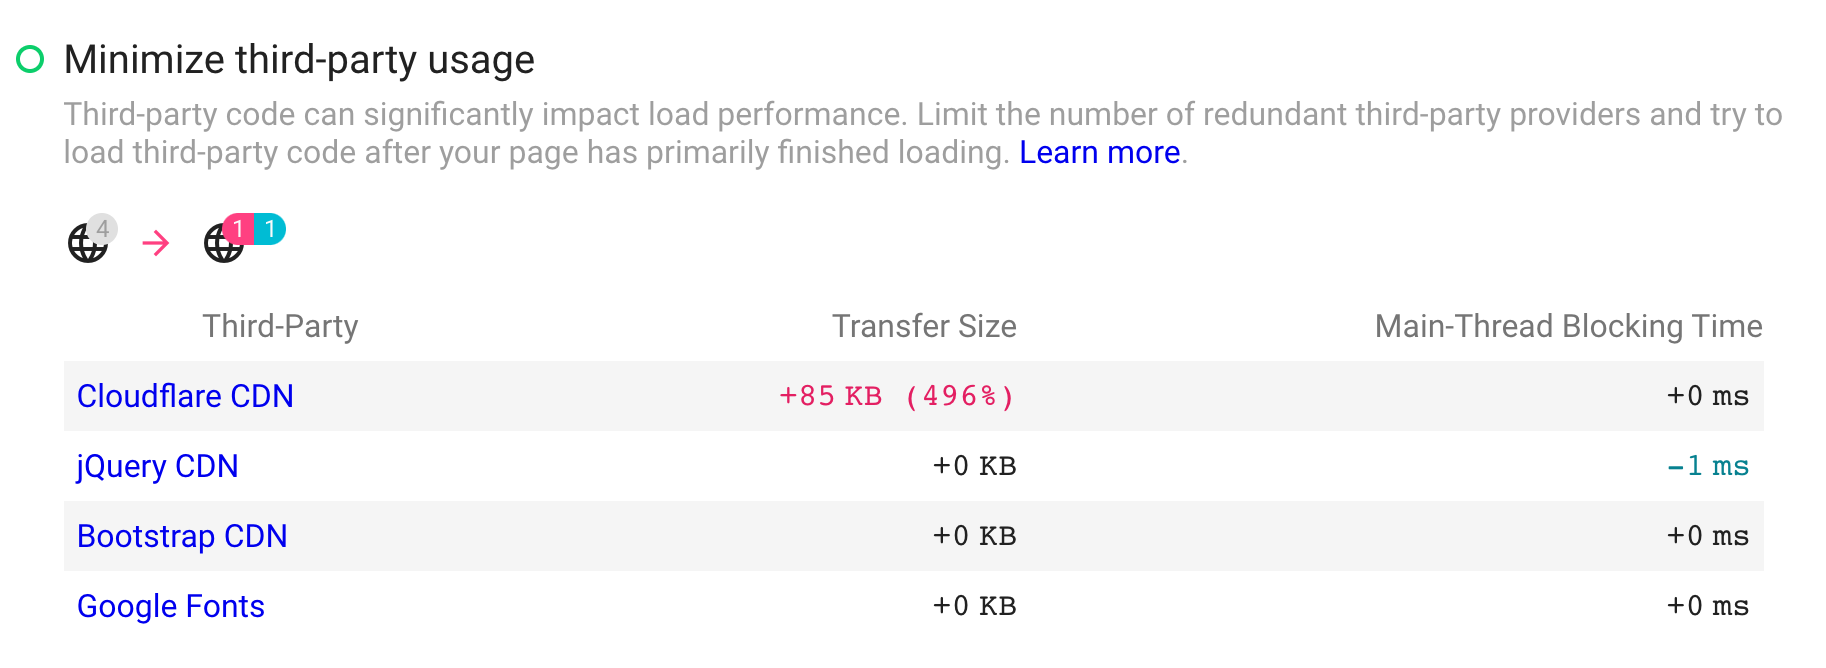 Minimize third-party usage
Third-party code can significantly impact load performance. Limit the number of redundant third-party providers and try to
load third-party code after your page has primarily finished loading. Learn more.
4 1 1
Third-Party Transfer Size Main-Thread Blocking Time
Cloudflare CDN +85 KB (496%) +0 ms
jQuery CDN +0 KB -1 ms
Bootstrap CDN +0 KB +0 ms
Google Fonts +0 KB +0 ms